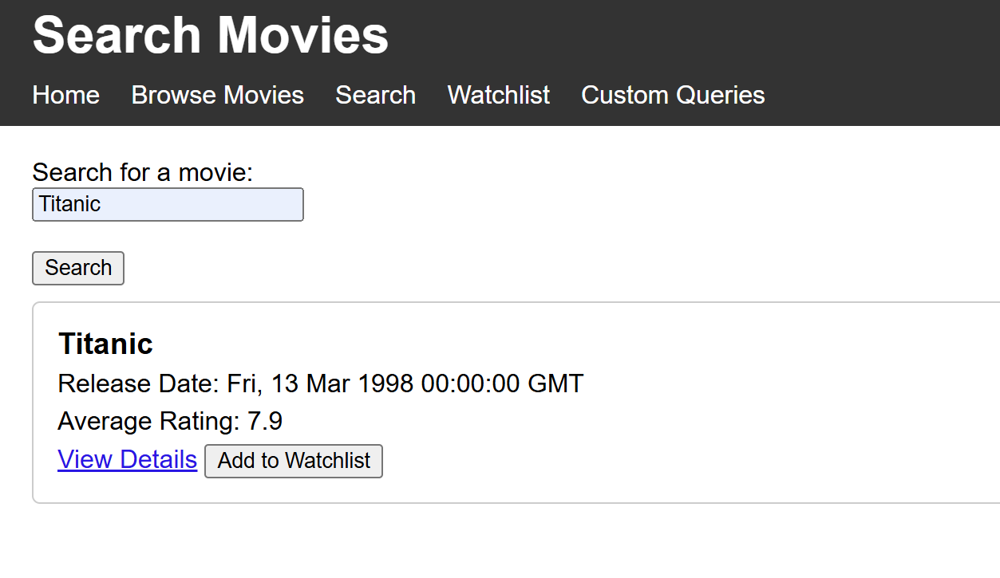 Search Movies
Home Browse Movies Search Watchlist Custom Queries
Search for a movie:
Titanic
Search
Titanic
Release Date: Fri, 13 Mar 1998 00:00:00 GMT
Average Rating: 7.9
View Details Add to Watchlist